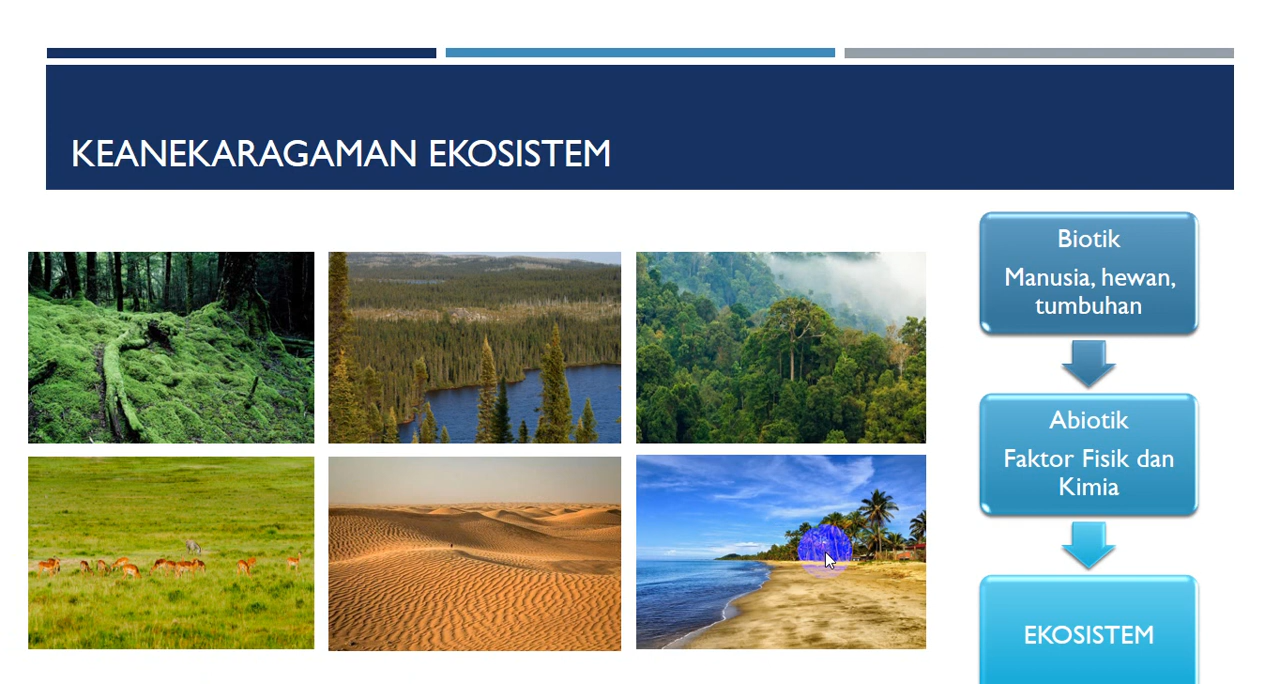 KEANEKARAGAMAN EKOSISTEM
Biotik
Manusia, hewan,
tumbuhan
Abiotik
Faktor Fisik dan
Kimia
EKOSISTEM